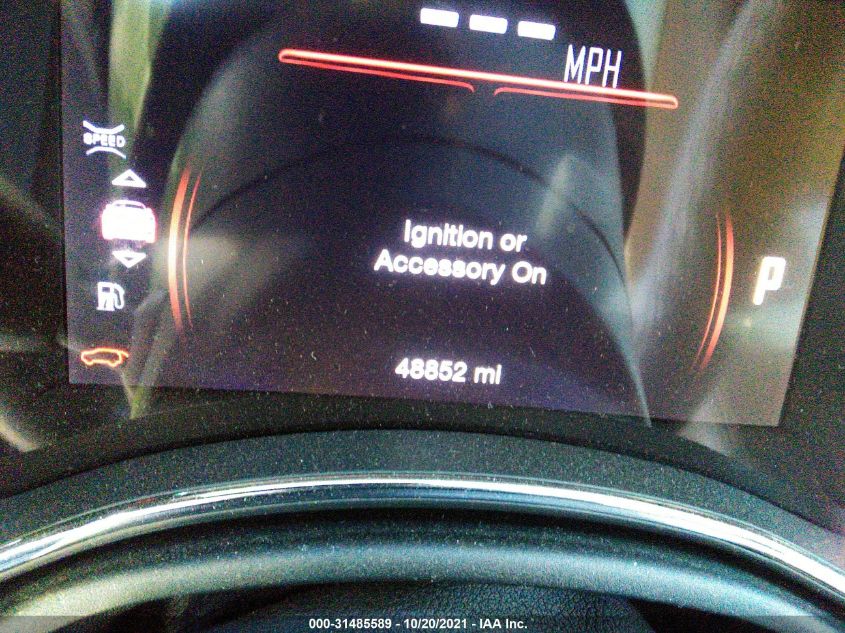 MPH
SPEED
Ignition or
Accessory On
P
48852 mi
000-31485589 - 10/20/2021 - IAA Inc.